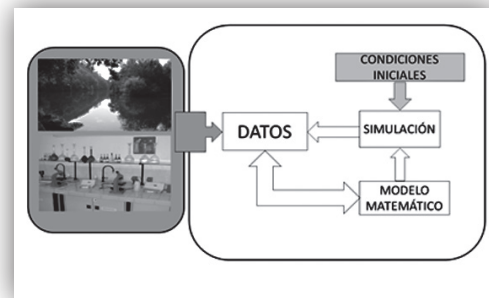 CONDICIONES
INICIALES
DATOS
SIMULACIÓN
MODELO
MATEMÁTICO